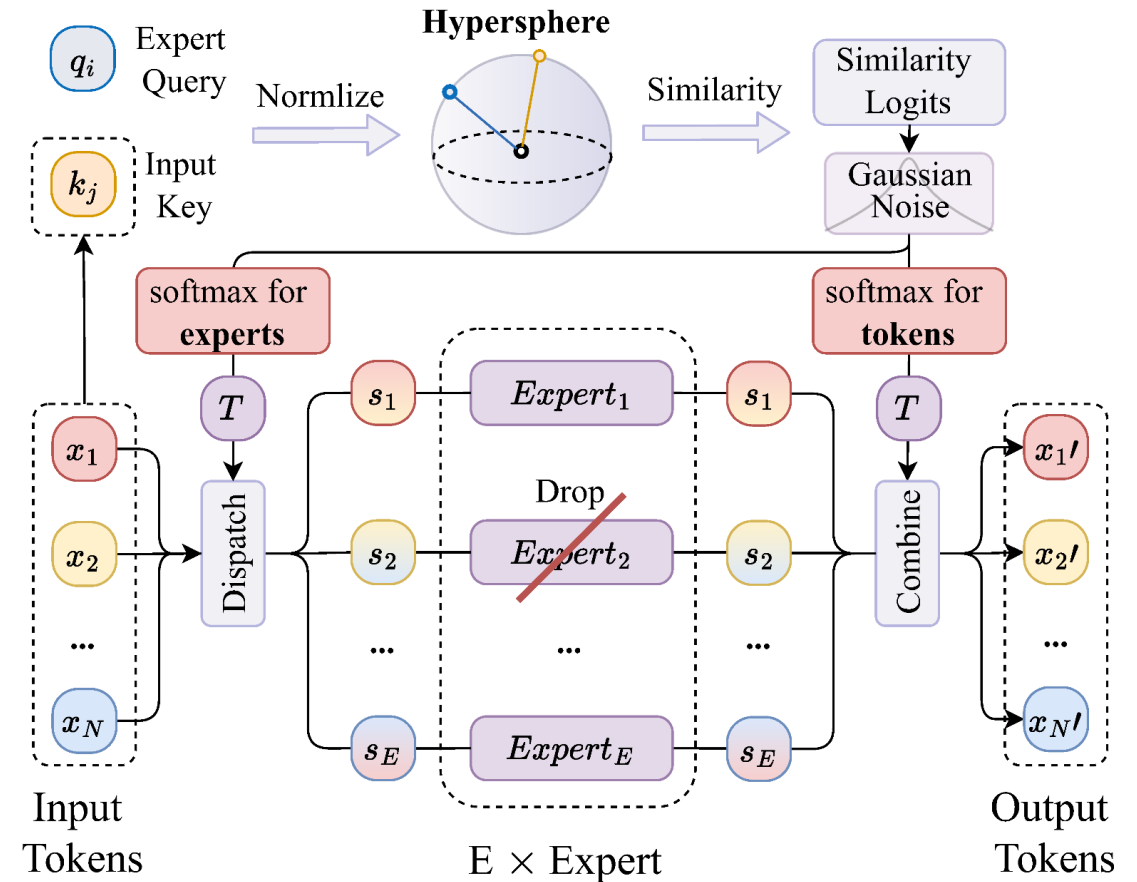 Hypersphere
q_i
Expert
Query
Normlize
Similarity
Similarity
Logits
k_j
Input
Key
Gaussian
Noise
softmax for
experts
softmax for
tokens
T
T
x_1
s_1
Expert_1
s_1
x_1′
Drop
x_2
Dispatch
s_2
Expert_2
s_2
Combine
x_2′
...
...
...
...
...
x_N
s_E
Expert_E
s_E
x_N′
Input
Tokens
E × Expert
Output
Tokens